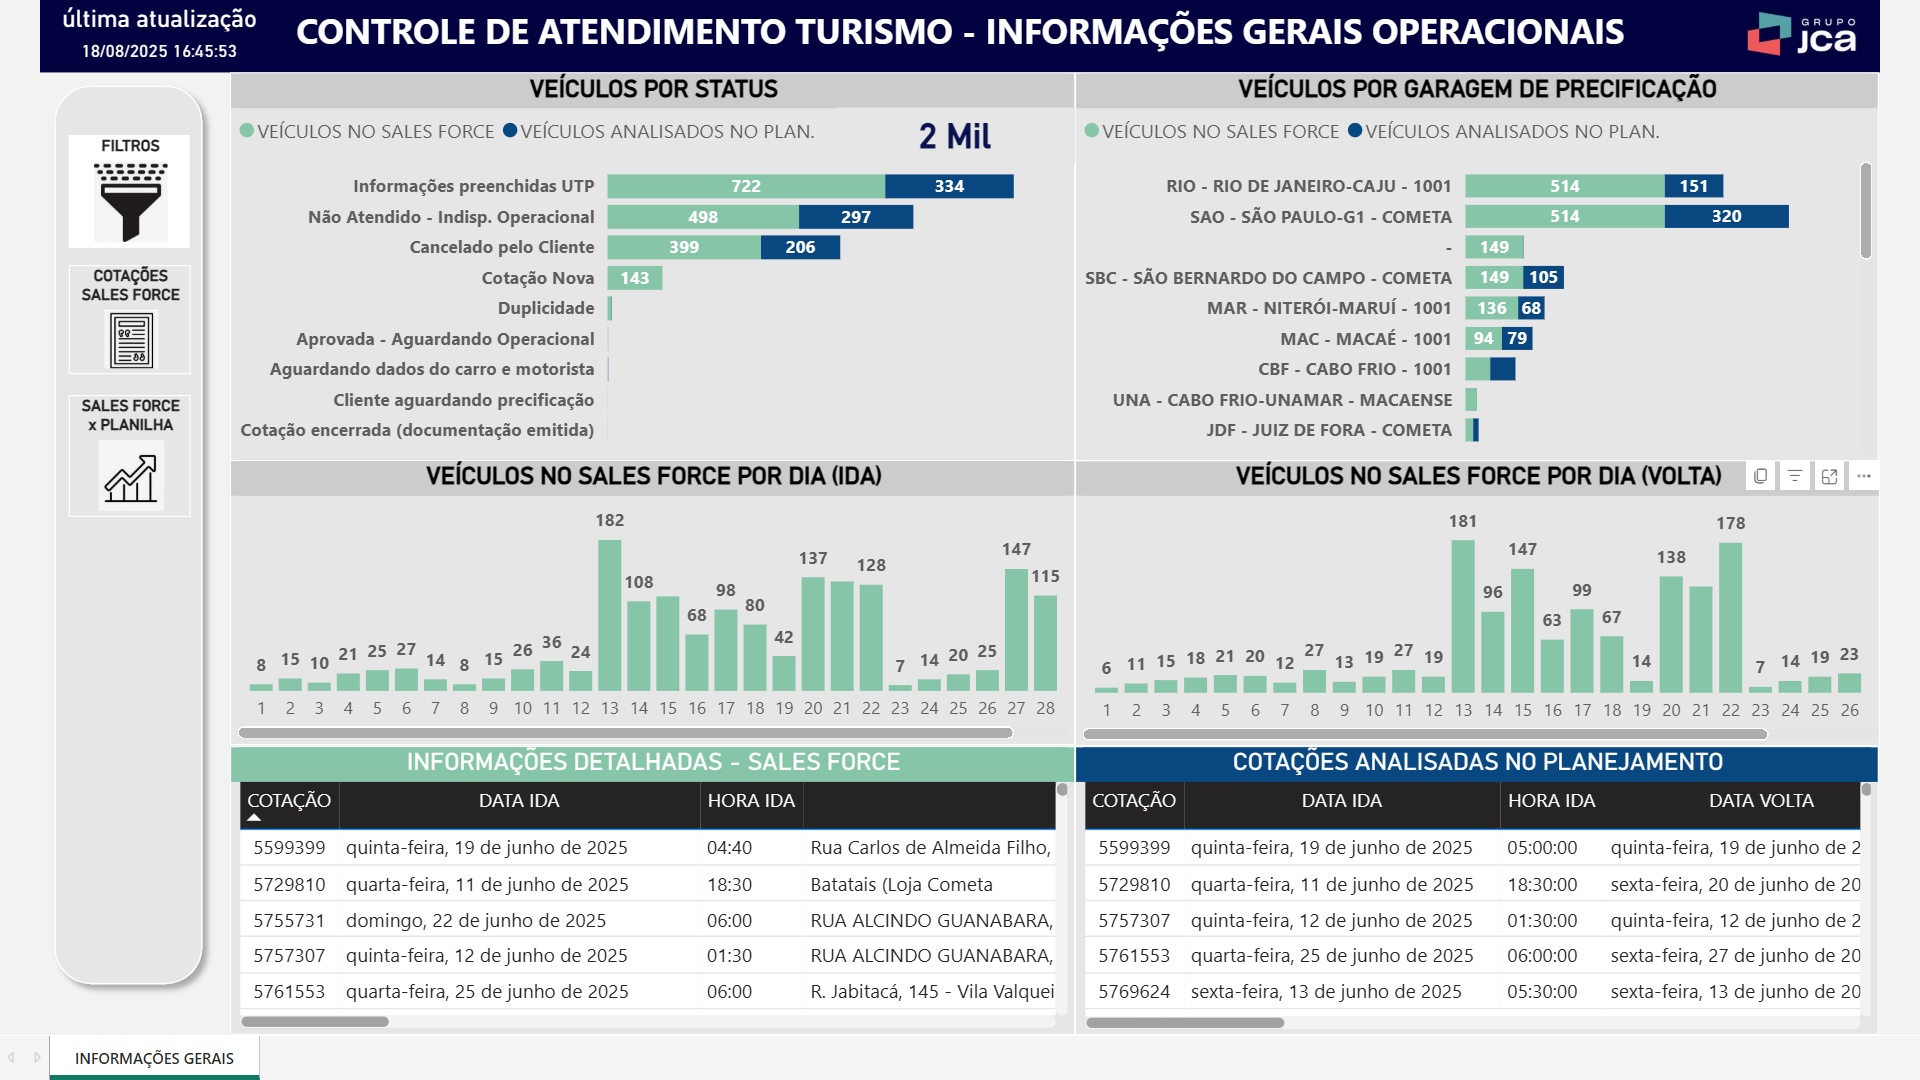 última atualização
18/08/2025 16:45:53
CONTROLE DE ATENDIMENTO TURISMO - INFORMAÇÕES GERAIS OPERACIONAIS
GRUPO
jca
FILTROS
COTAÇÕES
SALES FORCE
SALES FORCE
x PLANILHA
VEÍCULOS POR STATUS
VEÍCULOS NO SALES FORCE VEÍCULOS ANALISADOS NO PLAN.
2 Mil
Informações preenchidas UTP 722 334
Não Atendido - Indisp. Operacional 498 297
Cancelado pelo Cliente 399 206
Cotação Nova 143
Duplicidade
Aprovada - Aguardando Operacional
Aguardando dados do carro e motorista
Cliente aguardando precificação
Cotação encerrada (documentação emitida)
VEÍCULOS POR GARAGEM DE PRECIFICAÇÃO
VEÍCULOS NO SALES FORCE VEÍCULOS ANALISADOS NO PLAN.
RIO - RIO DE JANEIRO-CAJU - 1001 514 151
SAO - SÃO PAULO-G1 - COMETA 514 320
- 149
SBC - SÃO BERNARDO DO CAMPO - COMETA 149 105
MAR - NITERÓI-MARUÍ - 1001 136 68
MAC - MACAÉ - 1001 94 79
CBF - CABO FRIO - 1001
UNA - CABO FRIO-UNAMAR - MACAENSE
JDF - JUIZ DE FORA - COMETA
VEÍCULOS NO SALES FORCE POR DIA (IDA)
8 15 10 21 25 27 14 8 15 26 36 24 182 108 68 98 80 42 137 128 7 14 20 25 147 115
1 2 3 4 5 6 7 8 9 10 11 12 13 14 15 16 17 18 19 20 21 22 23 24 25 26 27 28
VEÍCULOS NO SALES FORCE POR DIA (VOLTA)
6 11 15 18 21 20 12 27 13 19 27 19 181 96 147 63 99 67 14 138 178 7 14 19 23
1 2 3 4 5 6 7 8 9 10 11 12 13 14 15 16 17 18 19 20 21 22 23 24 25 26
INFORMAÇÕES DETALHADAS - SALES FORCE
COTAÇÃO DATA IDA HORA IDA
5599399 quinta-feira, 19 de junho de 2025 04:40 Rua Carlos de Almeida Filho,
5729810 quarta-feira, 11 de junho de 2025 18:30 Batatais (Loja Cometa
5755731 domingo, 22 de junho de 2025 06:00 RUA ALCINDO GUANABARA,
5757307 quinta-feira, 12 de junho de 2025 01:30 RUA ALCINDO GUANABARA,
5761553 quarta-feira, 25 de junho de 2025 06:00 R. Jabitacá, 145 - Vila Valquei
COTAÇÕES ANALISADAS NO PLANEJAMENTO
COTAÇÃO DATA IDA HORA IDA DATA VOLTA
5599399 quinta-feira, 19 de junho de 2025 05:00:00 quinta-feira, 19 de junho de 2
5729810 quarta-feira, 11 de junho de 2025 18:30:00 sexta-feira, 20 de junho de 20
5757307 quinta-feira, 12 de junho de 2025 01:30:00 quinta-feira, 12 de junho de 2
5761553 quarta-feira, 25 de junho de 2025 06:00:00 sexta-feira, 27 de junho de 20
5769624 sexta-feira, 13 de junho de 2025 05:30:00 sexta-feira, 13 de junho de 20
INFORMAÇÕES GERAIS